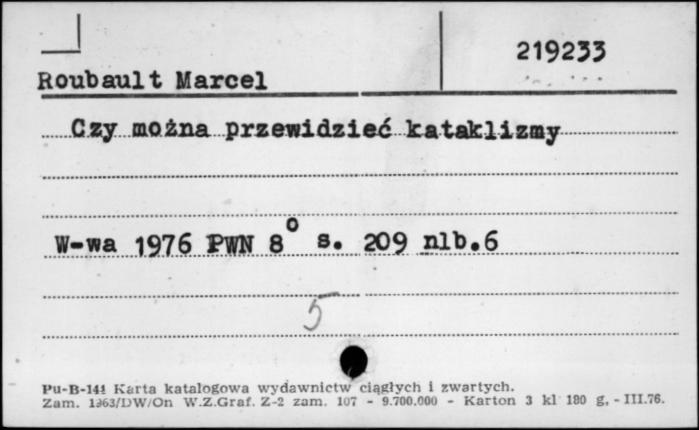 219233
Roubault Marcel
Czy można przewidzieć kataklizmy
W-wa 1976 PWN 8° s. 209 nlb.6
5
Pu-B-141 Karta katalogowa wydawnictw ciągłych i zwartych.
Zam. 1363/DW/On W.Z.Graf. Z-2 zam. 107 - 9.700.000 - Karton 3 kl 180 g, - III.76.